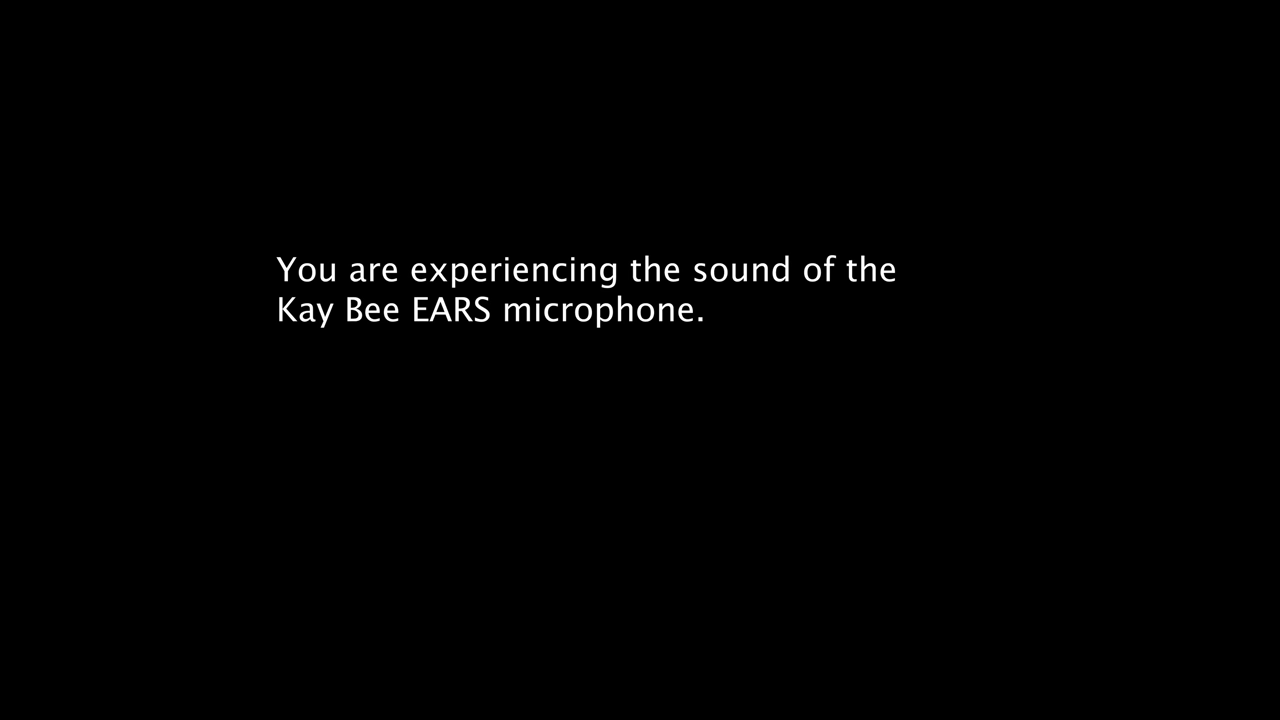 You are experiencing the sound of the
Kay Bee EARS microphone.